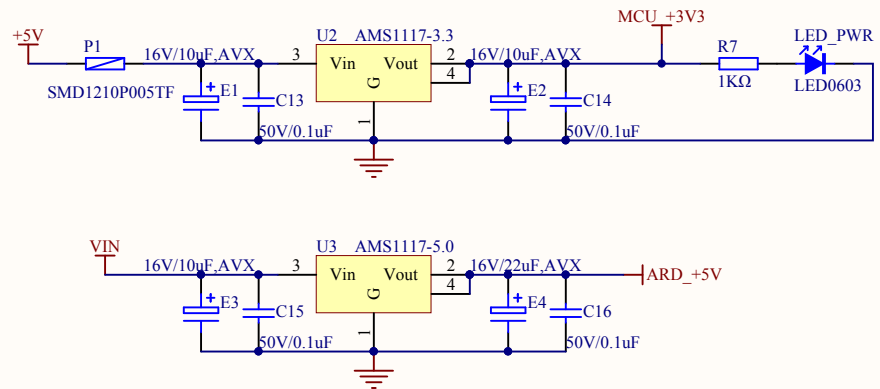 MCU_+3V3
+5V
P1
16V/10uF,AVX
3
U2 AMS1117-3.3
Vin Vout
G
2
4
1
16V/10uF,AVX
R7
1KΩ
LED_PWR
LED0603
SMD1210P005TF
+
E1
C13
50V/0.1uF
+
E2
C14
50V/0.1uF
VIN
16V/10uF,AVX
3
U3 AMS1117-5.0
Vin Vout
G
2
4
1
16V/22uF,AVX
ARD_+5V
+
E3
C15
50V/0.1uF
+
E4
C16
50V/0.1uF